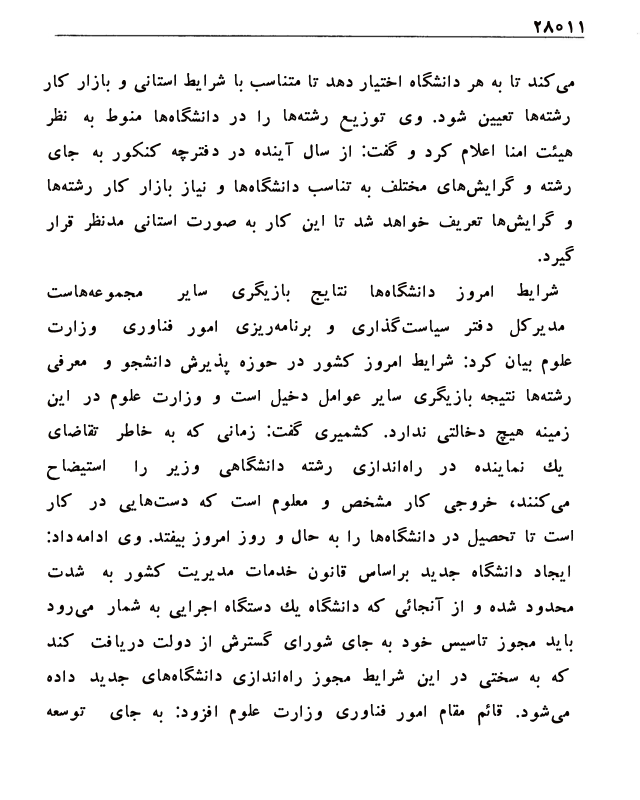 ۲۸۰۱۱
می‌کند تا به هر دانشگاه اختیار دهد تا متناسب با شرایط استانی و بازار کار
رشته‌ها تعیین شود. وی توزیع رشته‌ها را در دانشگاه‌ها منوط به نظر
هیئت امنا اعلام کرد و گفت: از سال آینده در دفترچه کنکور به جای
رشته و گرایش‌های مختلف به تناسب دانشگاه‌ها و نیاز بازار کار رشته‌ها
و گرایش‌ها تعریف خواهد شد تا این کار به صورت استانی مدنظر قرار
گیرد.
شرایط امروز دانشگاه‌ها نتایج بازیگری سایر مجموعه‌هاست
مدیرکل دفتر سیاست‌گذاری و برنامه‌ریزی امور فناوری وزارت
علوم بیان کرد: شرایط امروز کشور در حوزه پذیرش دانشجو و معرفی
رشته‌ها نتیجه بازیگری سایر عوامل دخیل است و وزارت علوم در این
زمینه هیچ دخالتی ندارد. کشمیری گفت: زمانی که به خاطر تقاضای
یك نماینده در راه‌اندازی رشته دانشگاهی وزیر را استیضاح
می‌کنند، خروجی کار مشخص و معلوم است که دست‌هایی در کار
است تا تحصیل در دانشگاه‌ها را به حال و روز امروز بیفتد. وی ادامه‌داد:
ایجاد دانشگاه جدید براساس قانون خدمات مدیریت کشور به شدت
محدود شده و از آنجائی که دانشگاه یك دستگاه اجرایی به شمار می‌رود
باید مجوز تاسیس خود به جای شورای گسترش از دولت دریافت کند
که به سختی در این شرایط مجوز راه‌اندازی دانشگاه‌های جدید داده
می‌شود. قائم مقام امور فناوری وزارت علوم افزود: به جای توسعه